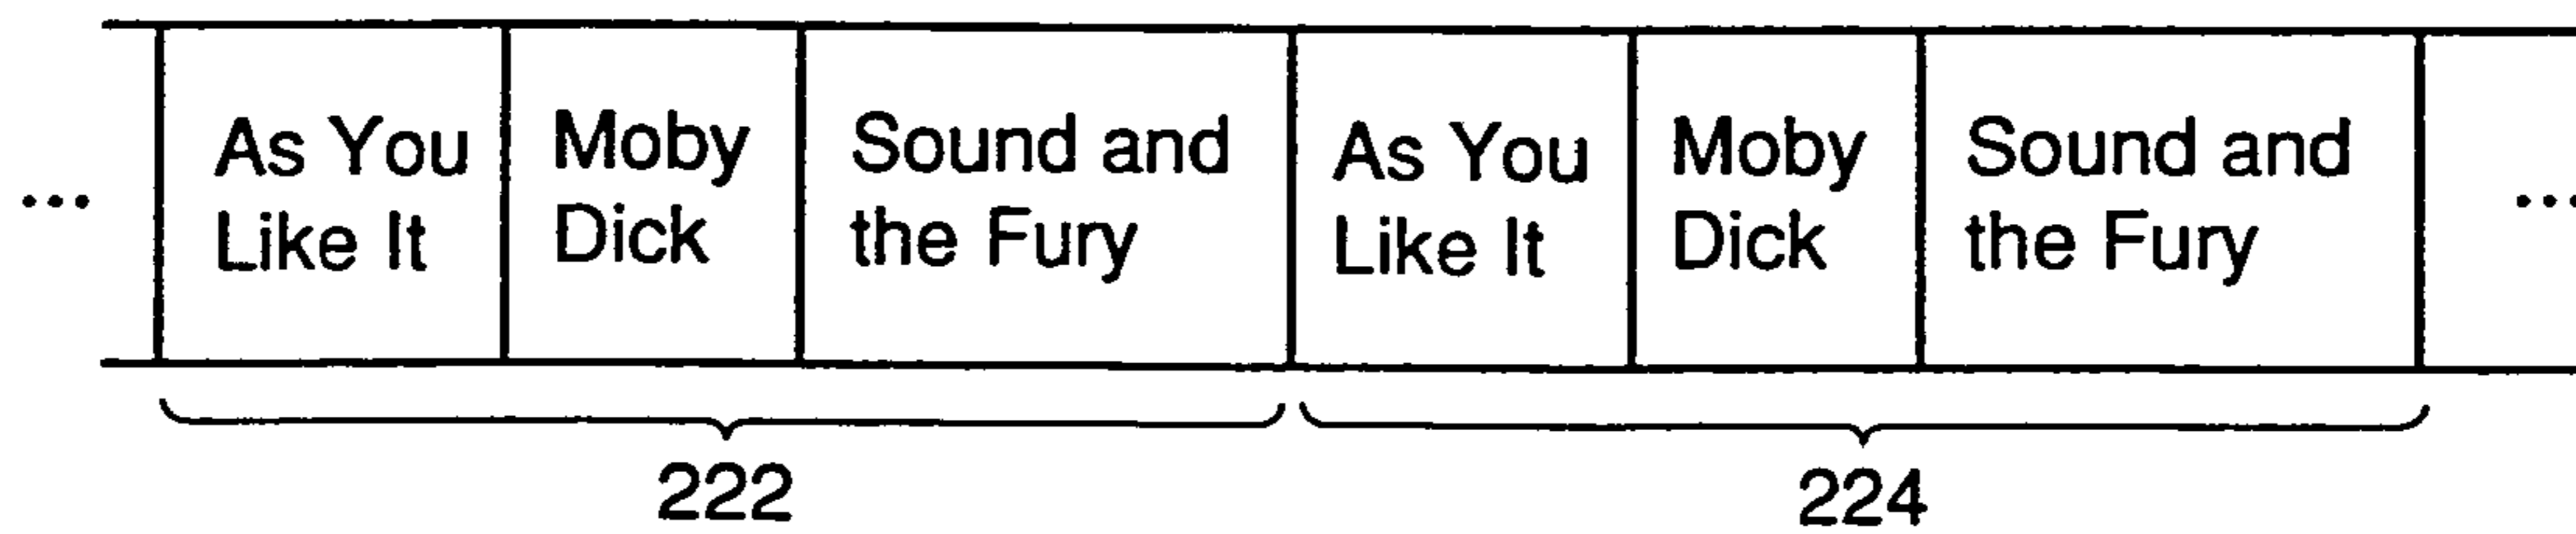 ... As You Moby Sound and As You Moby Sound and ...
Like It Dick the Fury Like It Dick the Fury
222 224